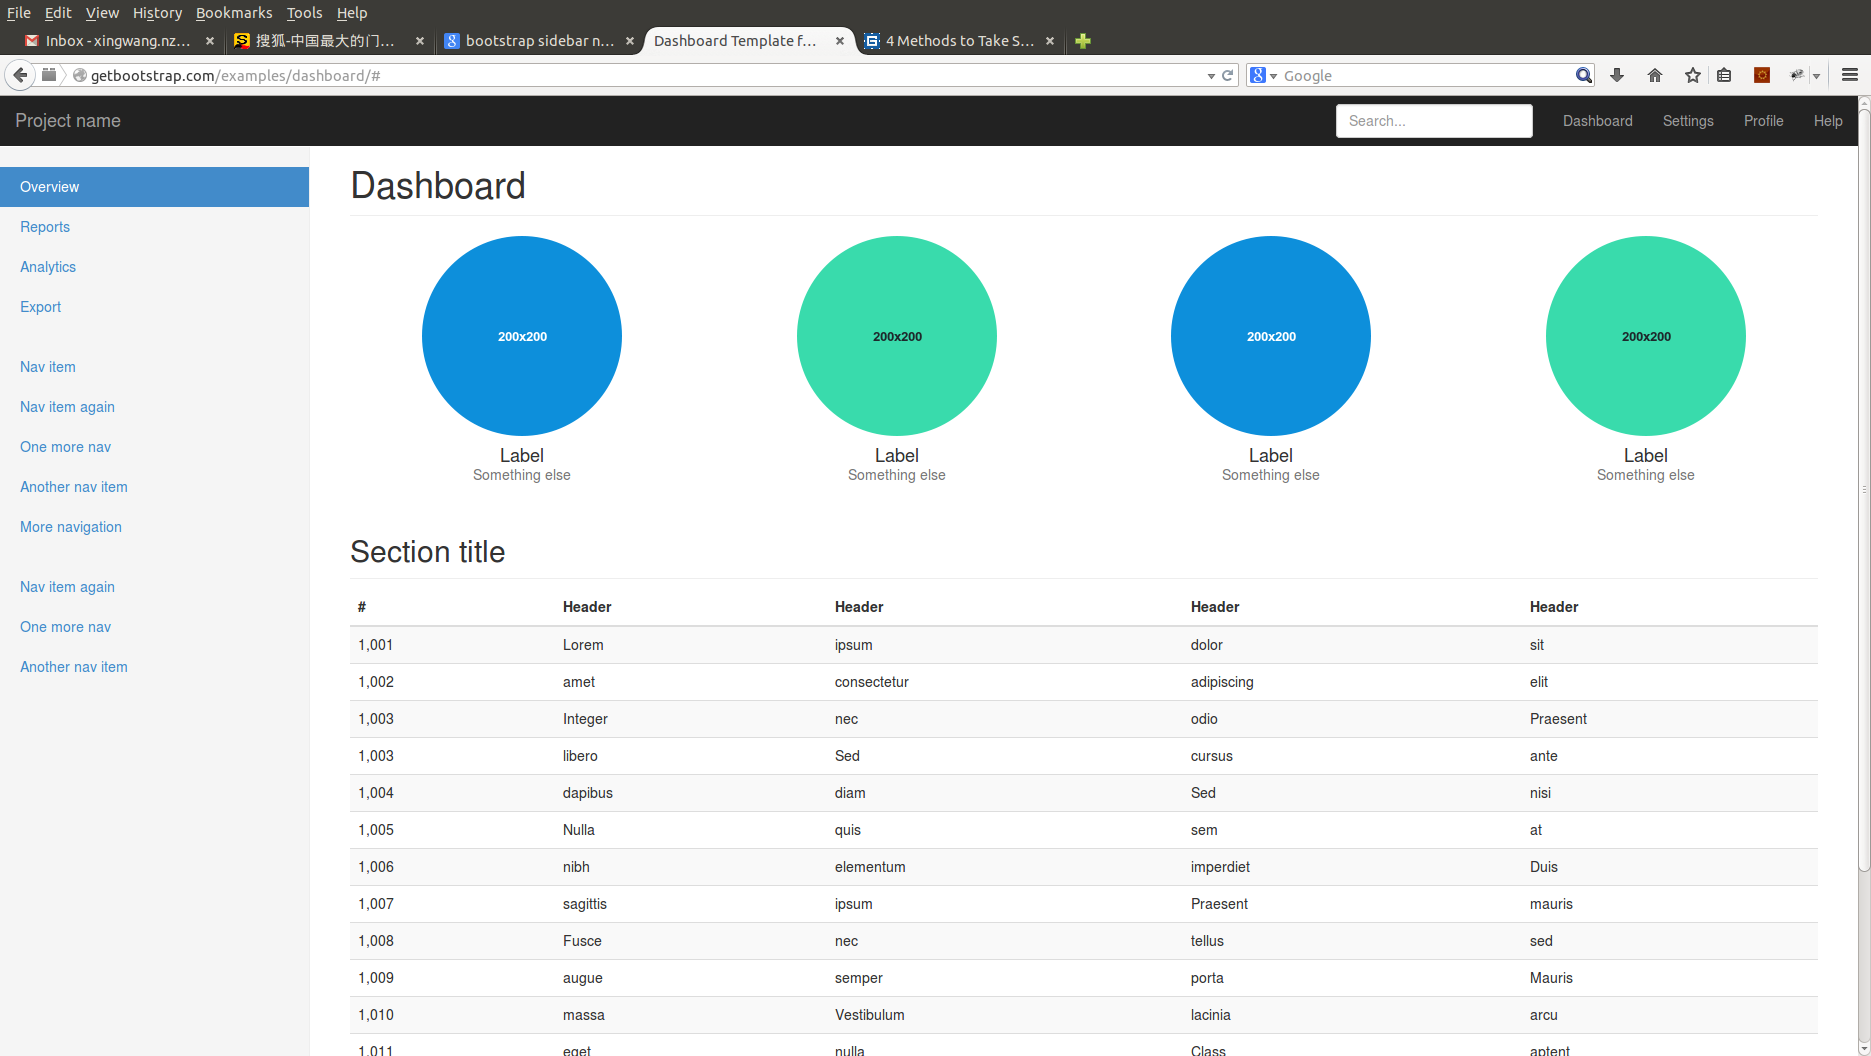 File Edit View History Bookmarks Tools Help
Inbox - xingwang.nz... 搜狐-中国最大的门... bootstrap sidebar n... Dashboard Template f... 4 Methods to Take S...
getbootstrap.com/examples/dashboard/# Google
Project name Search... Dashboard Settings Profile Help
Overview
Reports
Analytics
Export
Nav item
Nav item again
One more nav
Another nav item
More navigation
Nav item again
One more nav
Another nav item
Dashboard
200x200 200x200 200x200 200x200
Label Label Label Label
Something else Something else Something else Something else
Section title
# Header Header Header Header
1,001 Lorem ipsum dolor sit
1,002 amet consectetur adipiscing elit
1,003 Integer nec odio Praesent
1,003 libero Sed cursus ante
1,004 dapibus diam Sed nisi
1,005 Nulla quis sem at
1,006 nibh elementum imperdiet Duis
1,007 sagittis ipsum Praesent mauris
1,008 Fusce nec tellus sed
1,009 augue semper porta Mauris
1,010 massa Vestibulum lacinia arcu
1,011 eget nulla Class aptent